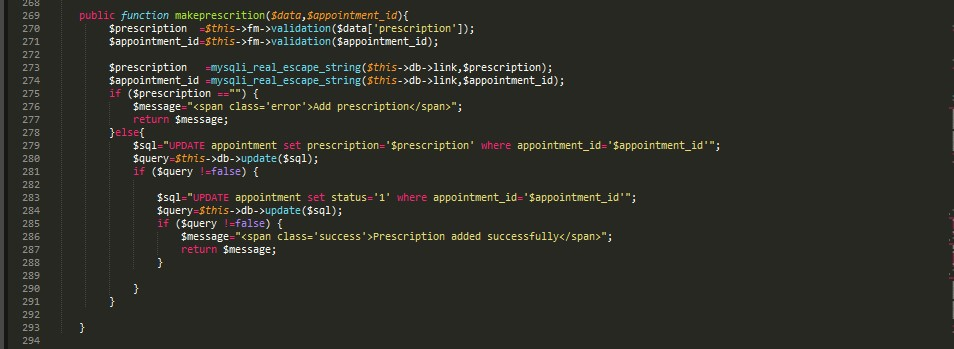 268
269 public function makeprescrition($data,$appointment_id){
270 $prescription =$this->fm->validation($data['prescription']);
271 $appointment_id=$this->fm->validation($appointment_id);
272
273 $prescription =mysqli_real_escape_string($this->db->link,$prescription);
274 $appointment_id =mysqli_real_escape_string($this->db->link,$appointment_id);
275 if ($prescription =="") {
276 $message="<span class='error'>Add prescription</span>";
277 return $message;
278 }else{
279 $sql="UPDATE appointment set prescription='$prescription' where appointment_id='$appointment_id'";
280 $query=$this->db->update($sql);
281 if ($query !=false) {
282
283 $sql="UPDATE appointment set status='1' where appointment_id='$appointment_id'";
284 $query=$this->db->update($sql);
285 if ($query !=false) {
286 $message="<span class='success'>Prescription added successfully</span>";
287 return $message;
288 }
289
290 }
291 }
292
293 }
294